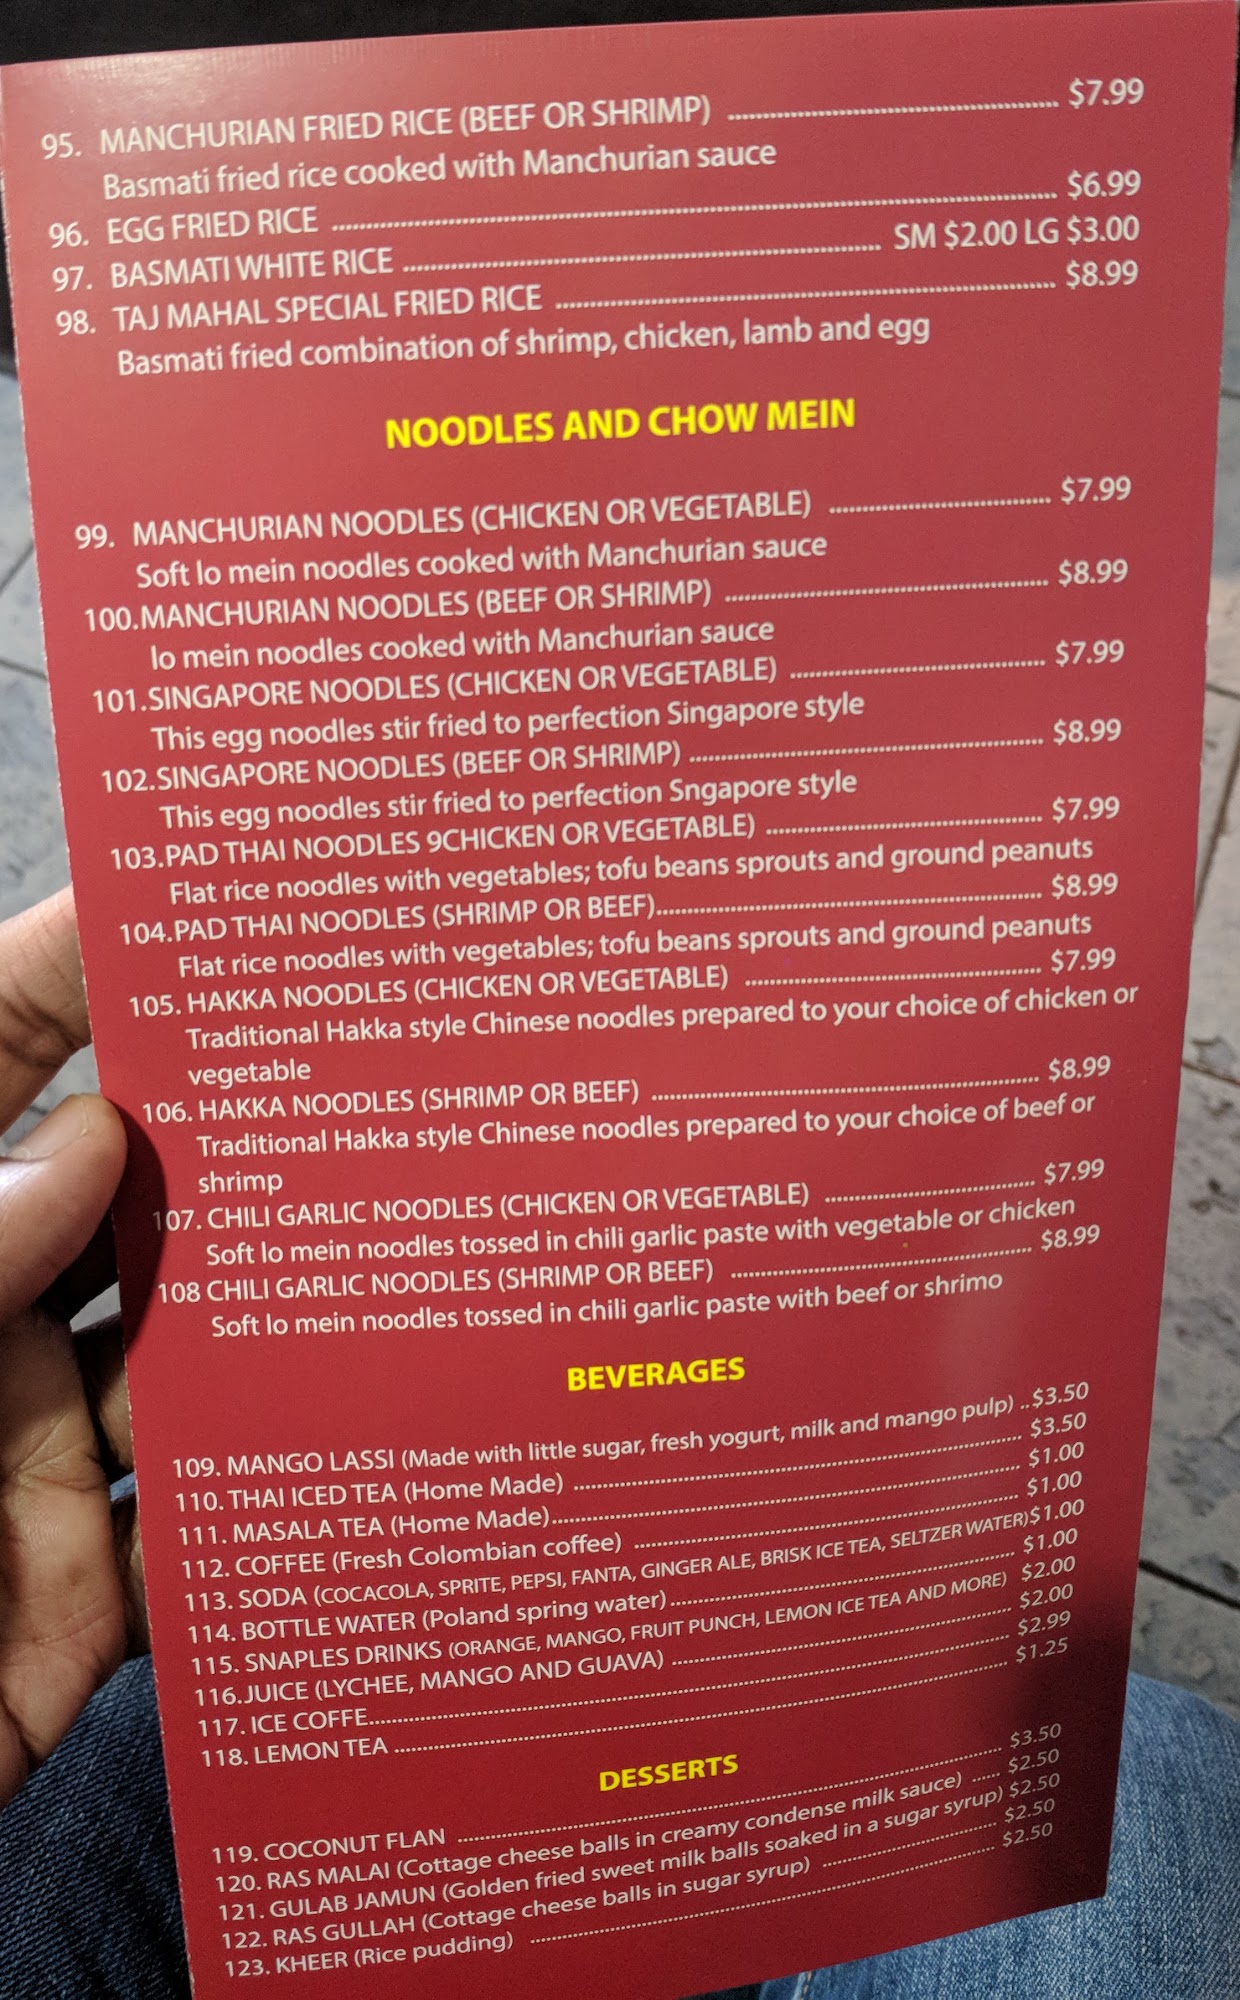 95. MANCHURIAN FRIED RICE (BEEF OR SHRIMP) ........ $7.99
Basmati fried rice cooked with Manchurian sauce
96. EGG FRIED RICE ........ $6.99
97. BASMATI WHITE RICE ........ SM $2.00 LG $3.00
98. TAJ MAHAL SPECIAL FRIED RICE ........ $8.99
Basmati fried combination of shrimp, chicken, lamb and egg
NOODLES AND CHOW MEIN
99. MANCHURIAN NOODLES (CHICKEN OR VEGETABLE) ........ $7.99
Soft lo mein noodles cooked with Manchurian sauce
100.MANCHURIAN NOODLES (BEEF OR SHRIMP) ........ $8.99
lo mein noodles cooked with Manchurian sauce
101.SINGAPORE NOODLES (CHICKEN OR VEGETABLE) ........ $7.99
This egg noodles stir fried to perfection Singapore style
102.SINGAPORE NOODLES (BEEF OR SHRIMP) ........ $8.99
This egg noodles stir fried to perfection Sngapore style
103.PAD THAI NOODLES 9CHICKEN OR VEGETABLE) ........ $7.99
Flat rice noodles with vegetables; tofu beans sprouts and ground peanuts
104.PAD THAI NOODLES (SHRIMP OR BEEF)........ $8.99
Flat rice noodles with vegetables; tofu beans sprouts and ground peanuts
105. HAKKA NOODLES (CHICKEN OR VEGETABLE) ........ $7.99
Traditional Hakka style Chinese noodles prepared to your choice of chicken or
vegetable
106. HAKKA NOODLES (SHRIMP OR BEEF) ........ $8.99
Traditional Hakka style Chinese noodles prepared to your choice of beef or
shrimp
107. CHILI GARLIC NOODLES (CHICKEN OR VEGETABLE) ........ $7.99
Soft lo mein noodles tossed in chili garlic paste with vegetable or chicken
108 CHILI GARLIC NOODLES (SHRIMP OR BEEF) ........ $8.99
Soft lo mein noodles tossed in chili garlic paste with beef or shrimo
BEVERAGES
109. MANGO LASSI (Made with little sugar, fresh yogurt, milk and mango pulp) ..$3.50
110. THAI ICED TEA (Home Made) ........ $3.50
111. MASALA TEA (Home Made)........ $1.00
112. COFFEE (Fresh Colombian coffee) ........ $1.00
113. SODA (COCACOLA, SPRITE, PEPSI, FANTA, GINGER ALE, BRISK ICE TEA, SELTZER WATER)$1.00
114. BOTTLE WATER (Poland spring water)........ $1.00
115. SNAPLES DRINKS (ORANGE, MANGO, FRUIT PUNCH, LEMON ICE TEA AND MORE) $2.00
116.JUICE (LYCHEE, MANGO AND GUAVA) ........ $2.00
117. ICE COFFE........ $2.99
118. LEMON TEA ........ $1.25
DESSERTS
119. COCONUT FLAN ........ $3.50
120. RAS MALAI (Cottage cheese balls in creamy condense milk sauce) ...... $2.50
121. GULAB JAMUN (Golden fried sweet milk balls soaked in a sugar syrup) $2.50
122. RAS GULLAH (Cottage cheese balls in sugar syrup) ........ $2.50
123. KHEER (Rice pudding) ........ $2.50